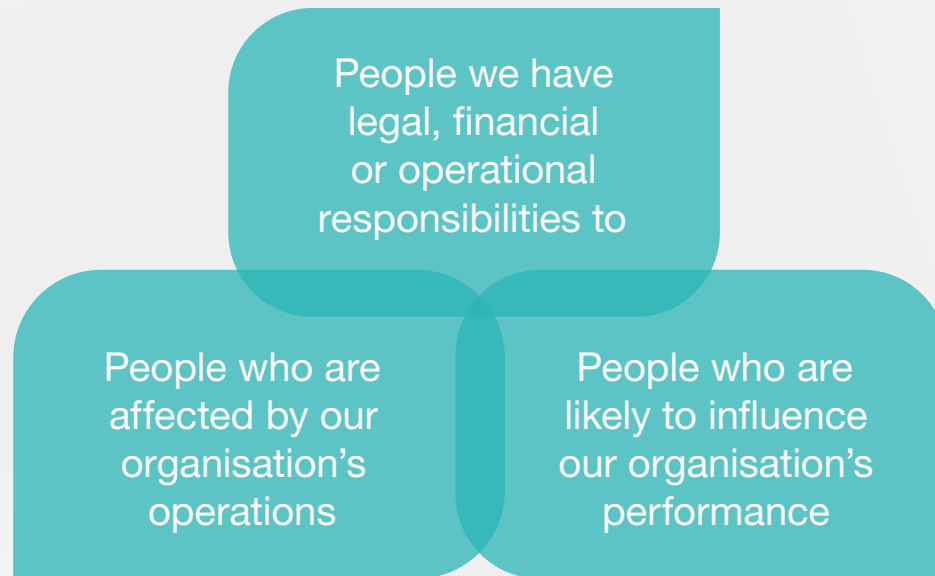 People we have
legal, financial
or operational
responsibilities to
People who are
affected by our
organisation’s
operations
People who are
likely to influence
our organisation’s
performance